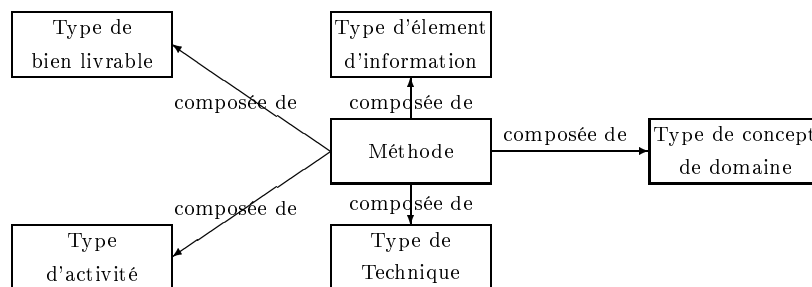 Type de
bien livrable
Type d'élement
d'information
composée de
composée de
Méthode
composée de
Type de concept
de domaine
composée de
composée de
Type
d'activité
Type de
Technique